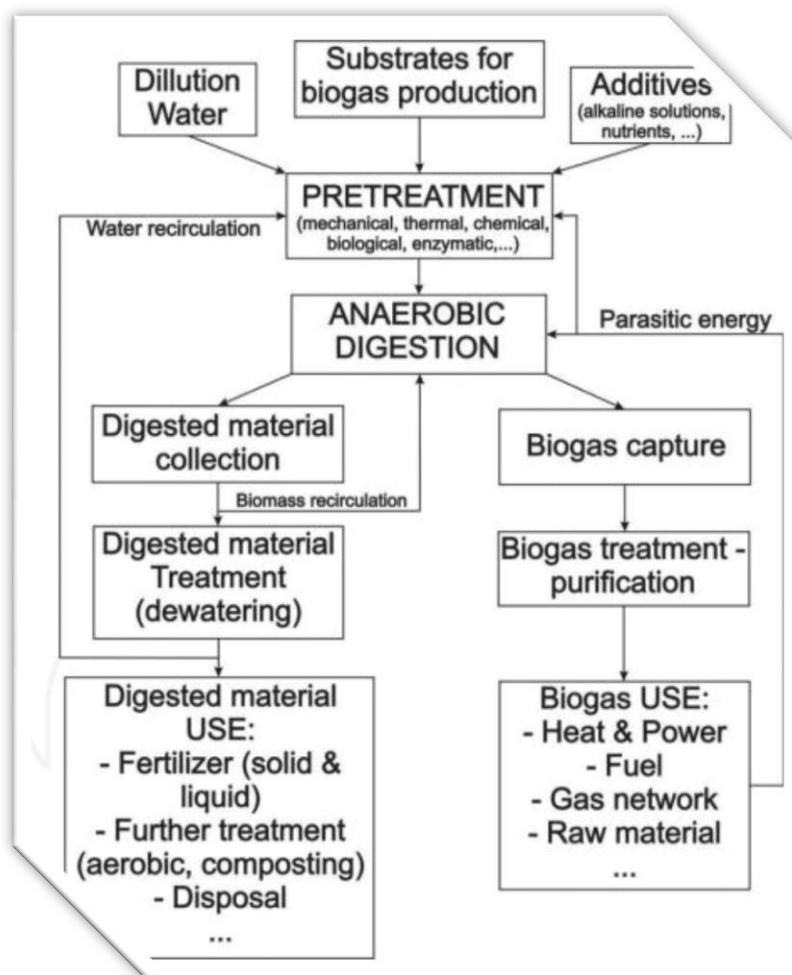 Dillution
Water
Substrates for
biogas production
Additives
(alkaline solutions,
nutrients, ...)
PRETREATMENT
(mechanical, thermal, chemical,
biological, enzymatic,...)
Water recirculation
ANAEROBIC
DIGESTION
Parasitic energy
Digested material
collection
Biogas capture
Biomass recirculation
Digested material
Treatment
(dewatering)
Biogas treatment -
purification
Digested material
USE:
- Fertilizer (solid &
liquid)
- Further treatment
(aerobic, composting)
- Disposal
...
Biogas USE:
- Heat & Power
- Fuel
- Gas network
- Raw material
...